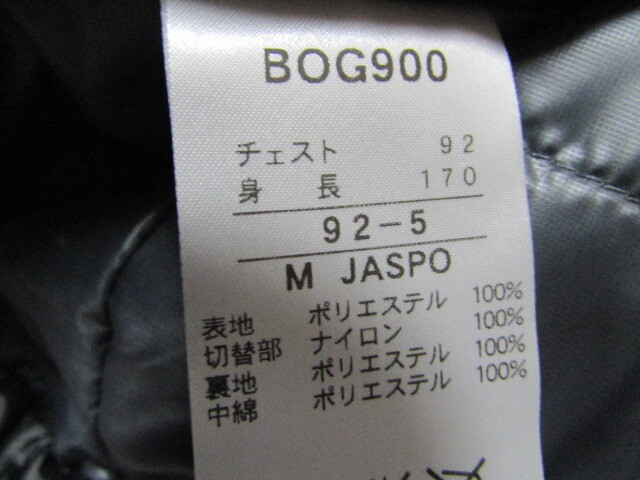 BOG900
チェスト 92
身長 170
92-5
M JASPO
表地 ポリエステル 100%
切替部 ナイロン 100%
裏地 ポリエステル 100%
中綿 ポリエステル 100%